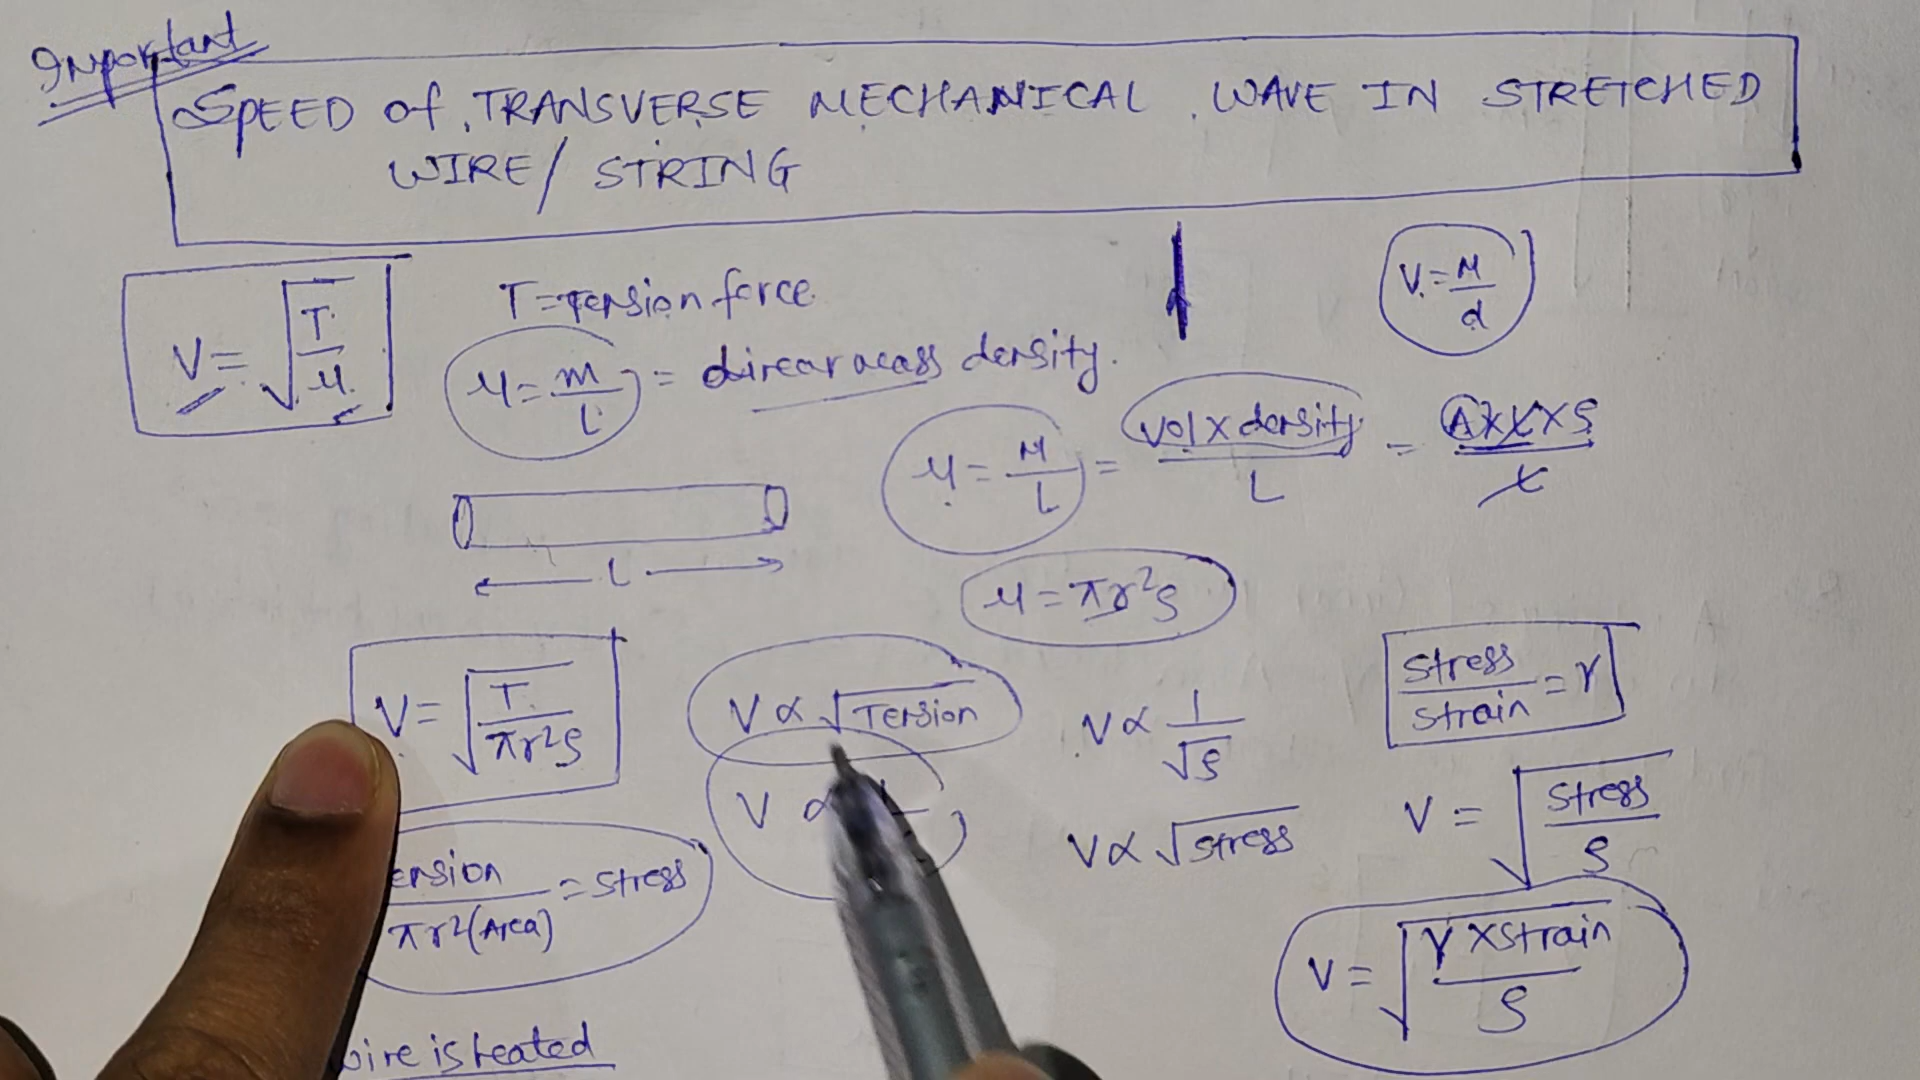 Important
SPEED of TRANSVERSE MECHANICAL WAVE IN STRETCHED
WIRE / STRING
V = √(T/μ)
T = Tension force
V = M/d
μ = m/L = Linear mass density.
μ = M/L = Vol x density/L = A x L x ρ/L
L
μ = πr²ρ
V = √(T/πr²ρ)
V ∝ √Tension
V ∝ 1/√ρ
Stress/Strain = Y
V ∝
V ∝ √Stress
V = √(Stress/ρ)
ension/πr²(Area) = Stress
V = √(Y x Strain/ρ)
wire is heated